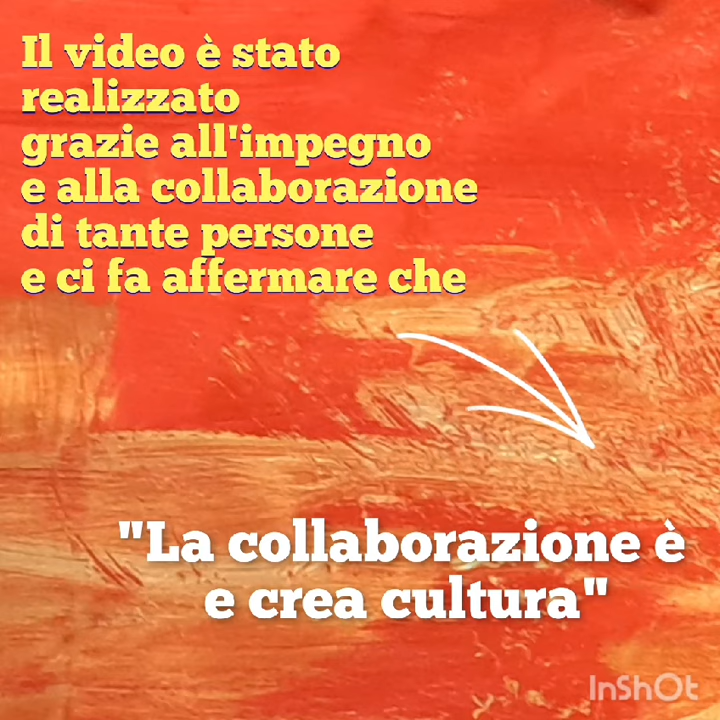 Il video è stato
realizzato
grazie all'impegno
e alla collaborazione
di tante persone
e ci fa affermare che
"La collaborazione è
e crea cultura"
InShOt